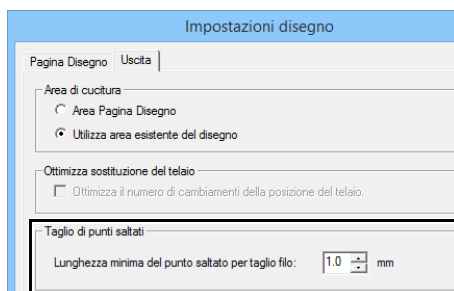 Impostazioni disegno
Pagina Disegno Uscita
Area di cucitura
Area Pagina Disegno
Utilizza area esistente del disegno
Ottimizza sostituzione del telaio
Ottimizza il numero di cambiamenti della posizione del telaio.
Taglio di punti saltati
Lunghezza minima del punto saltato per taglio filo: 1.0 mm